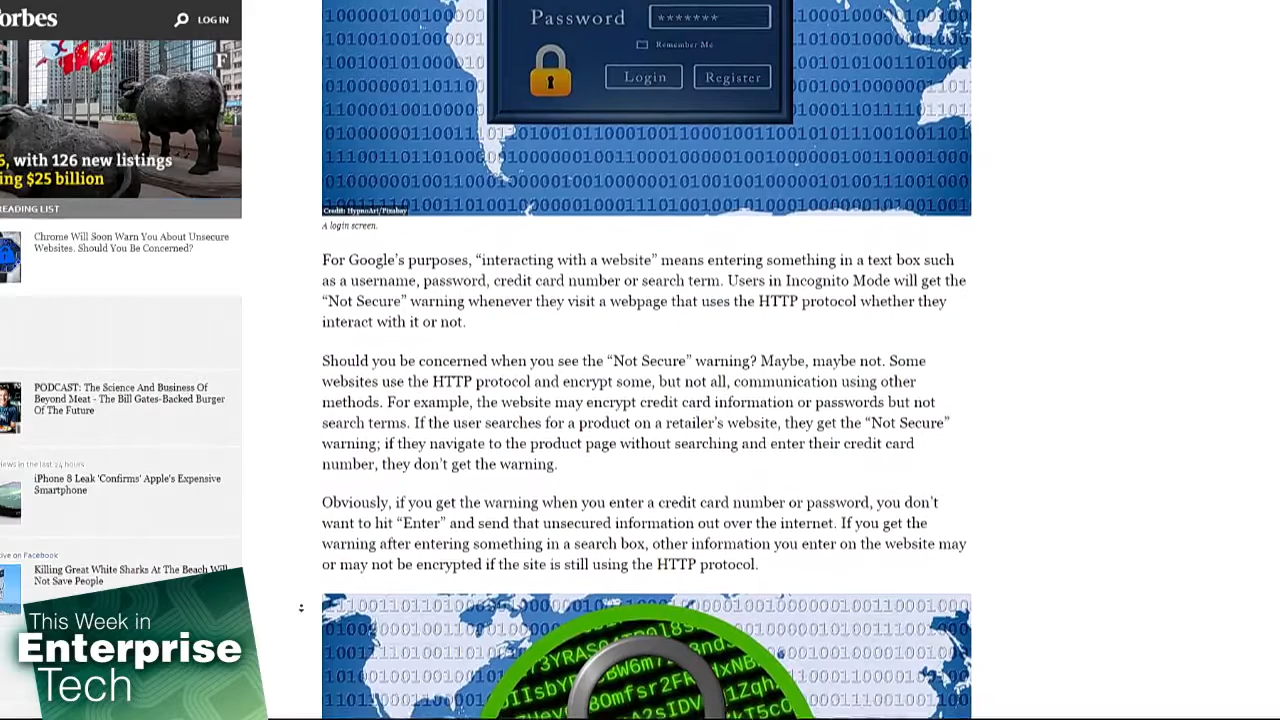 Forbes
LOG IN
, with 126 new listings
ing $25 billion
READING LIST
Chrome Will Soon Warn You About Unsecure
Websites. Should You Be Concerned?
PODCAST: The Science And Business Of
Beyond Meat - The Bill Gates-Backed Burger
Of The Future
iews in the last 24 hours
iPhone 8 Leak 'Confirms' Apple's Expensive
Smartphone
ive on Facebook
Killing Great White Sharks At The Beach Will
Not Save People
This Week in
Enterprise
Tech
Password
*******
Remember Me
Login
Register
Credit: HypnoArt/Pixabay
A login screen.
For Google’s purposes, “interacting with a website” means entering something in a text box such
as a username, password, credit card number or search term. Users in Incognito Mode will get the
“Not Secure” warning whenever they visit a webpage that uses the HTTP protocol whether they
interact with it or not.
Should you be concerned when you see the “Not Secure” warning? Maybe, maybe not. Some
websites use the HTTP protocol and encrypt some, but not all, communication using other
methods. For example, the website may encrypt credit card information or passwords but not
search terms. If the user searches for a product on a retailer’s website, they get the “Not Secure”
warning; if they navigate to the product page without searching and enter their credit card
number, they don’t get the warning.
Obviously, if you get the warning when you enter a credit card number or password, you don’t
want to hit “Enter” and send that unsecured information out over the internet. If you get the
warning after entering something in a search box, other information you enter on the website may
or may not be encrypted if the site is still using the HTTP protocol.